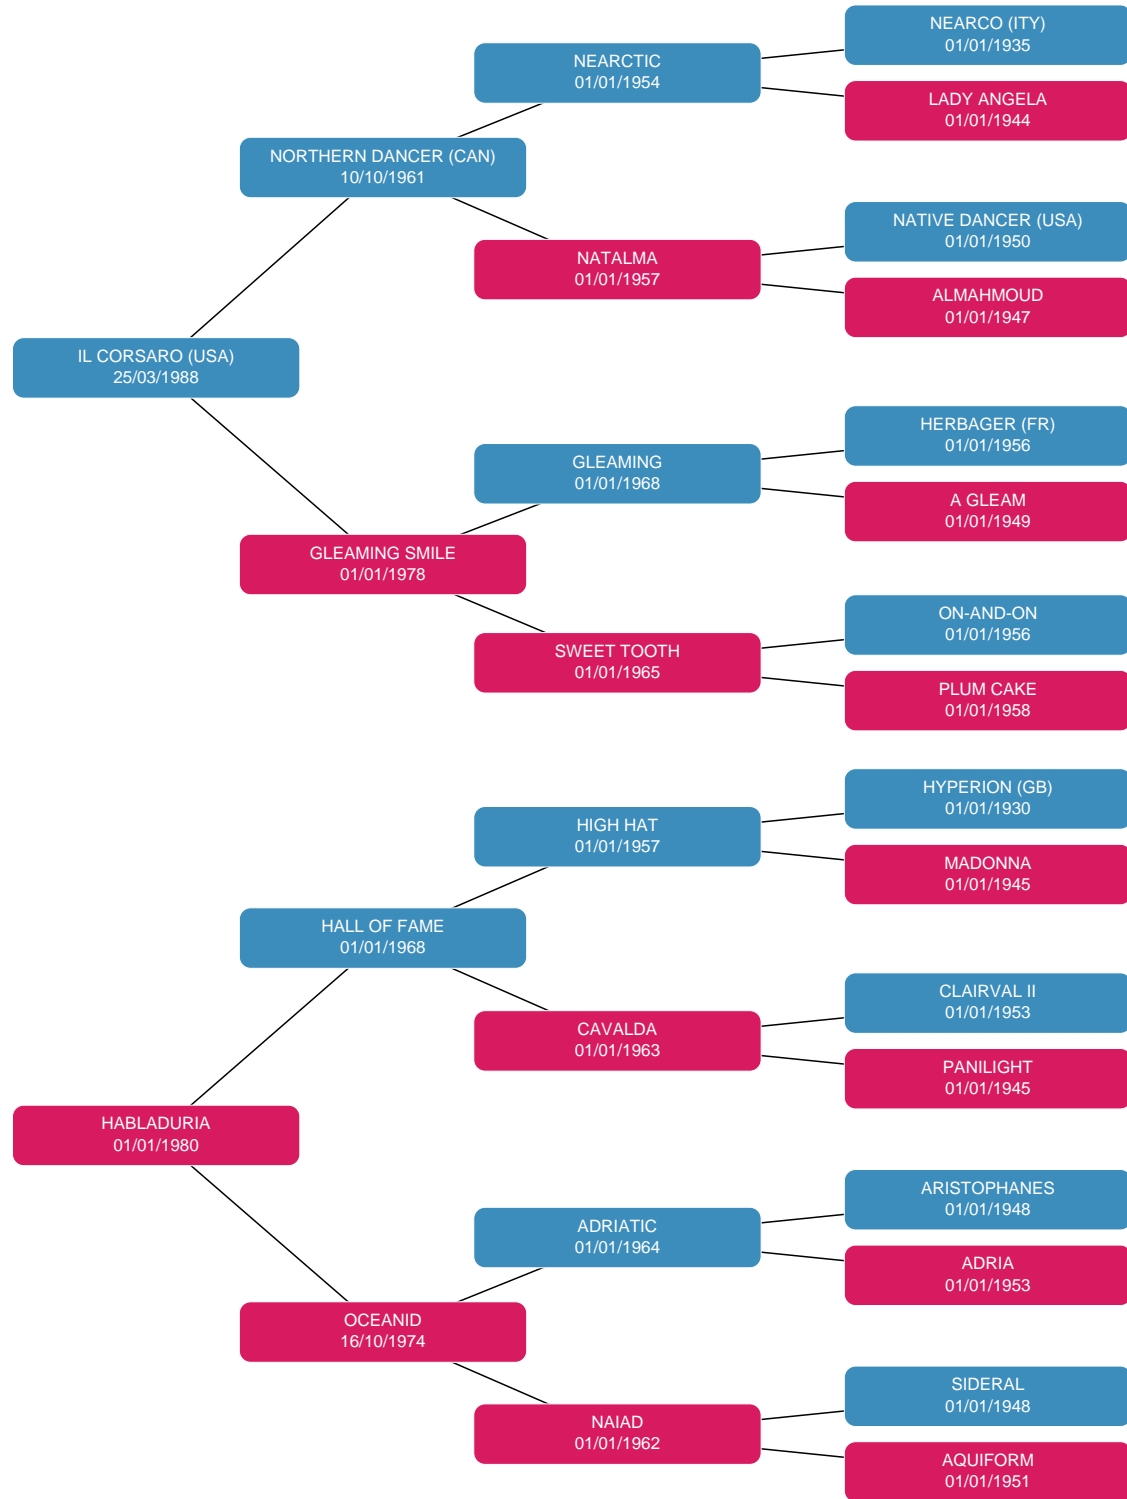 NEARCO (ITY)
01/01/1935
NEARCTIC
01/01/1954
LADY ANGELA
01/01/1944
NORTHERN DANCER (CAN)
10/10/1961
NATIVE DANCER (USA)
01/01/1950
NATALMA
01/01/1957
ALMAHMOUD
01/01/1947
IL CORSARO (USA)
25/03/1988
HERBAGER (FR)
01/01/1956
GLEAMING
01/01/1968
A GLEAM
01/01/1949
GLEAMING SMILE
01/01/1978
ON-AND-ON
01/01/1956
SWEET TOOTH
01/01/1965
PLUM CAKE
01/01/1958
HYPERION (GB)
01/01/1930
HIGH HAT
01/01/1957
MADONNA
01/01/1945
HALL OF FAME
01/01/1968
CLAIRVAL II
01/01/1953
CAVALDA
01/01/1963
PANILIGHT
01/01/1945
HABLADURIA
01/01/1980
ARISTOPHANES
01/01/1948
ADRIATIC
01/01/1964
ADRIA
01/01/1953
OCEANID
16/10/1974
SIDERAL
01/01/1948
NAIAD
01/01/1962
AQUIFORM
01/01/1951